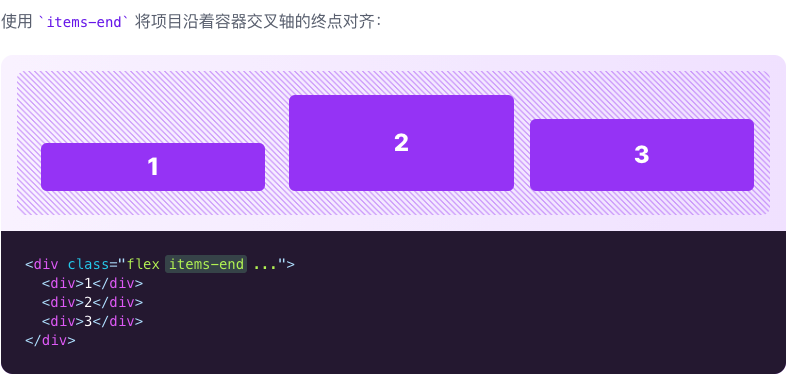 使用 `items-end` 将项目沿着容器交叉轴的终点对齐：
1
2
3
<div class="flex items-end ...">
  <div>1</div>
  <div>2</div>
  <div>3</div>
</div>